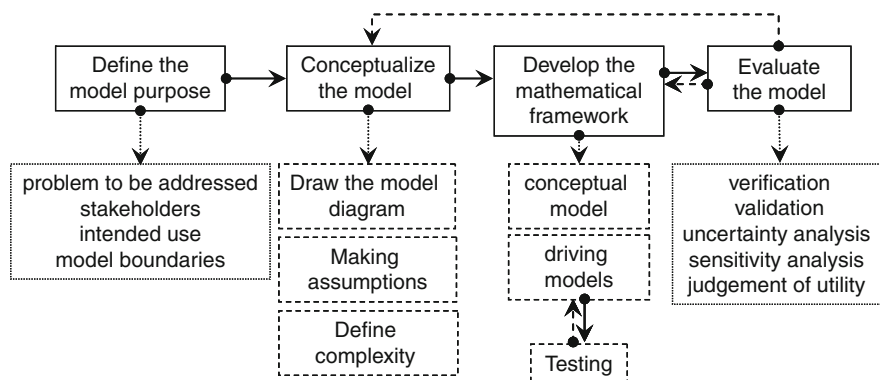 Define the
model purpose
Conceptualize
the model
Develop the
mathematical
framework
Evaluate
the model
problem to be addressed
stakeholders
intended use
model boundaries
Draw the model
diagram
Making
assumptions
Define
complexity
conceptual
model
driving
models
Testing
verification
validation
uncertainty analysis
sensitivity analysis
judgement of utility